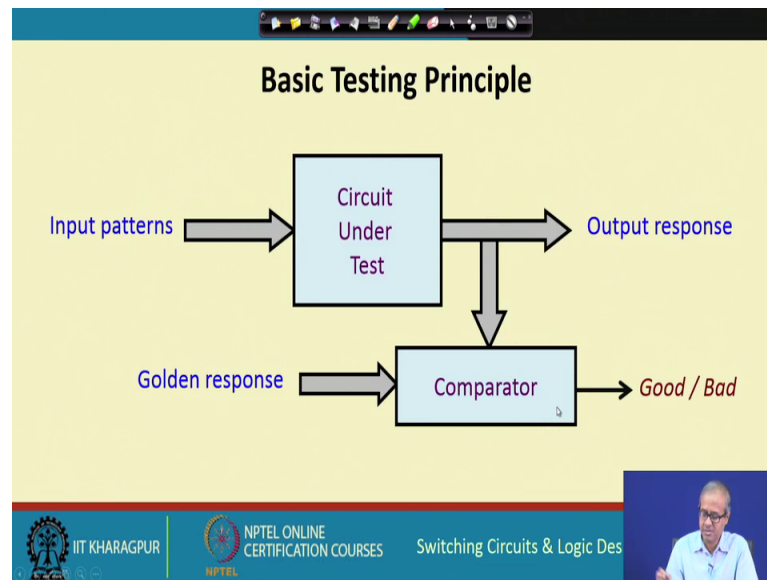 Basic Testing Principle
Circuit
Under
Test
Input patterns
Output response
Golden response
Comparator
Good / Bad
IIT KHARAGPUR
NPTEL
NPTEL ONLINE
CERTIFICATION COURSES
Switching Circuits & Logic Des